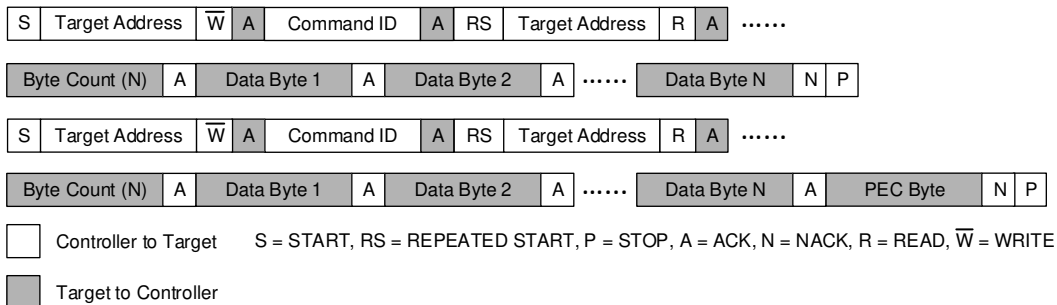 S Target Address W̅ A Command ID A RS Target Address R A ……
Byte Count (N) A Data Byte 1 A Data Byte 2 A …… Data Byte N N P
S Target Address W̅ A Command ID A RS Target Address R A ……
Byte Count (N) A Data Byte 1 A Data Byte 2 A …… Data Byte N A PEC Byte N P
Controller to Target S = START, RS = REPEATED START, P = STOP, A = ACK, N = NACK, R = READ, W̅ = WRITE
Target to Controller